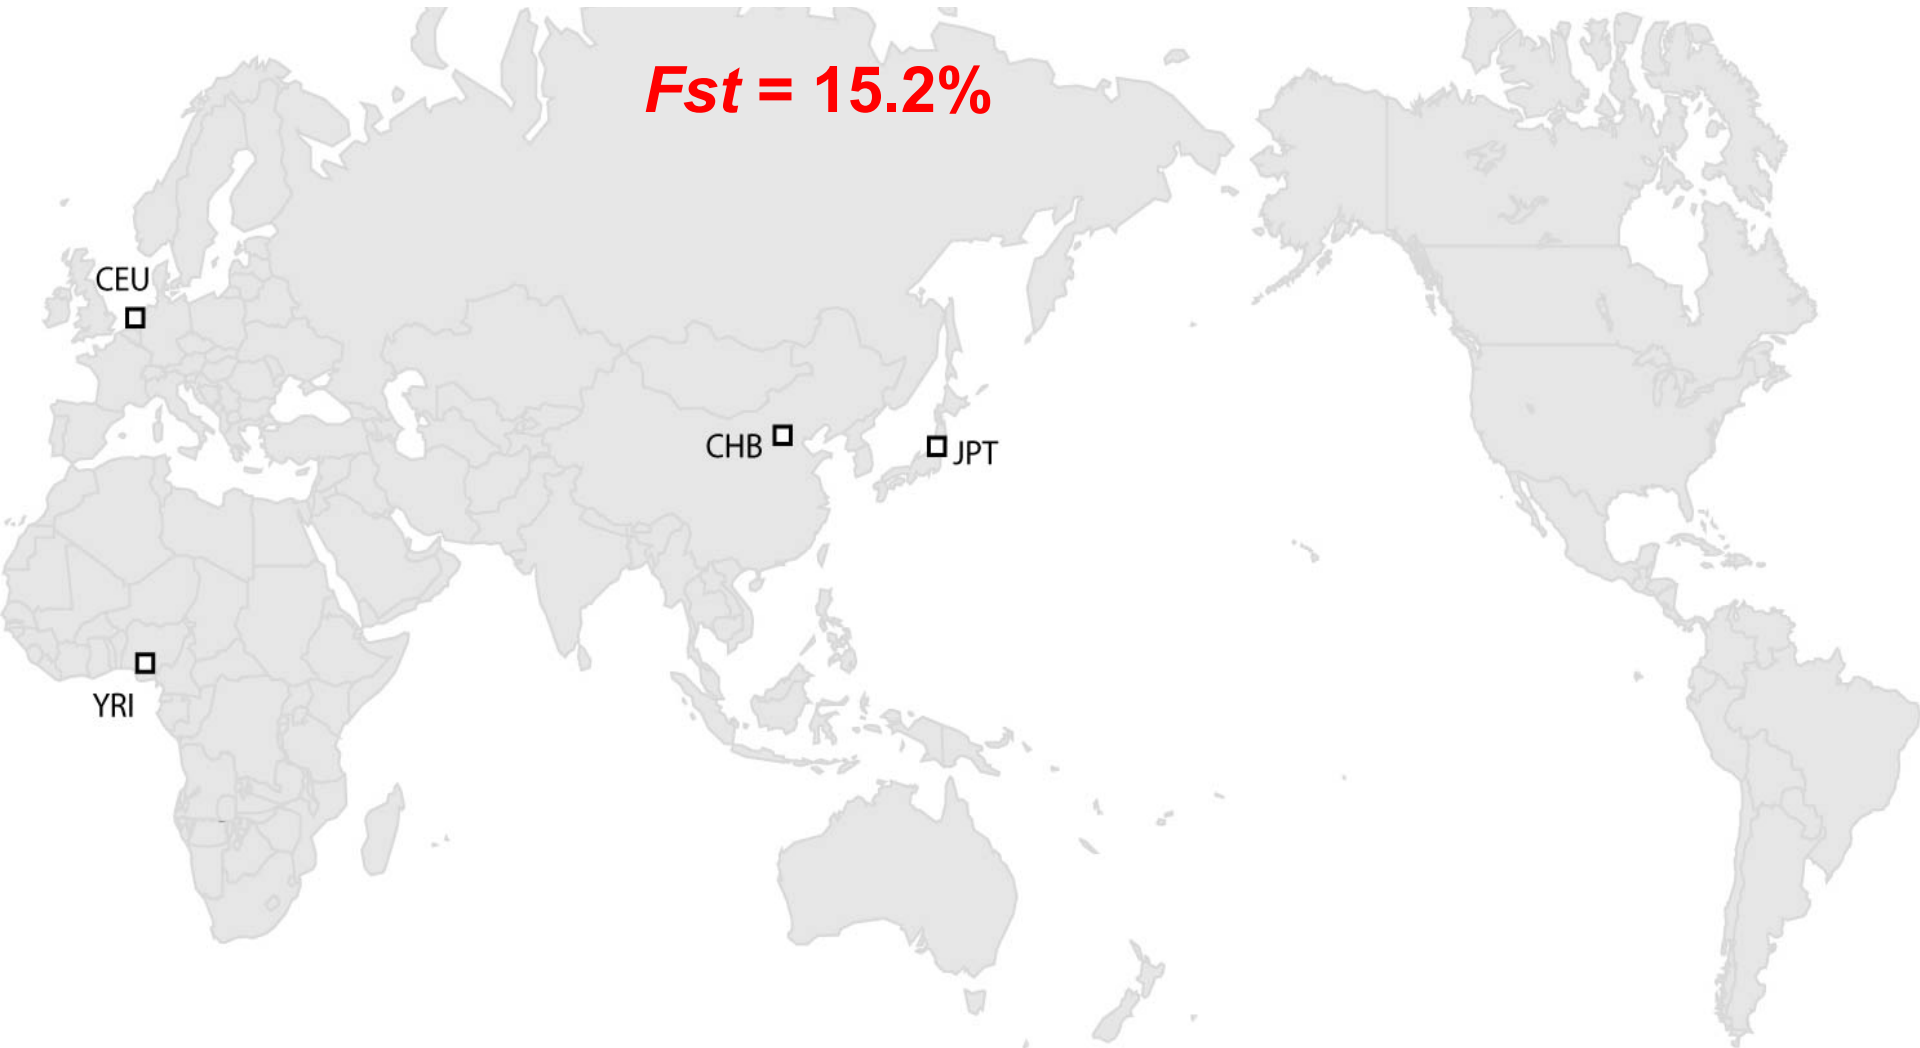 Fst = 15.2%
CEU
CHB
JPT
YRI